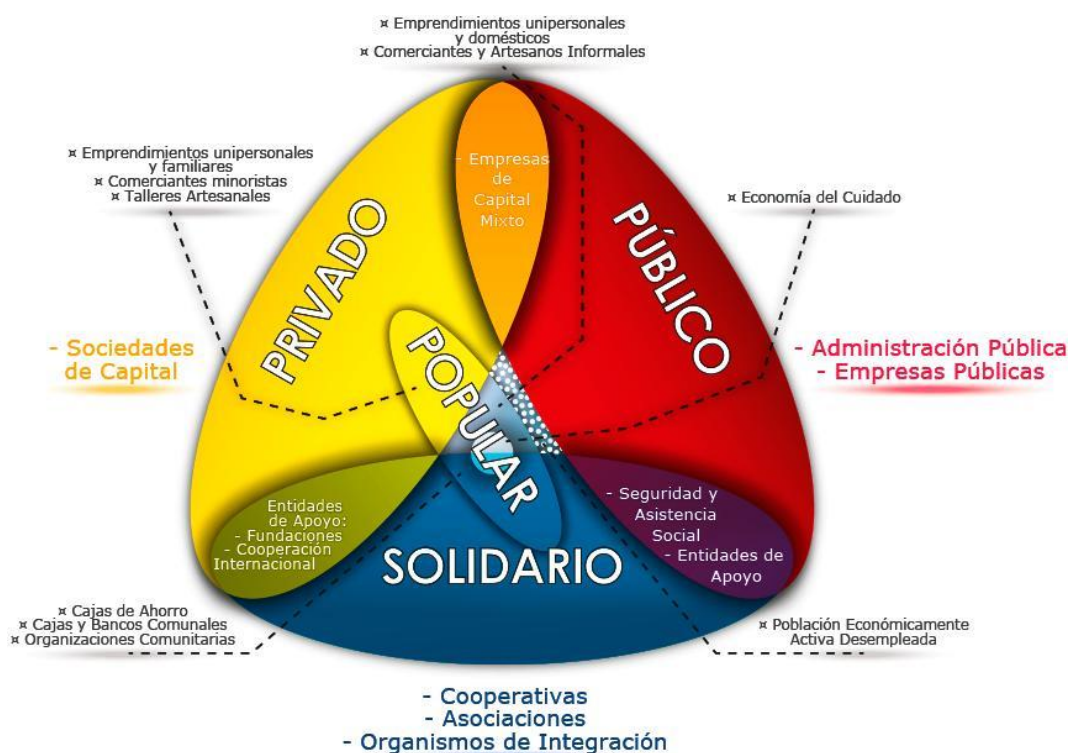 ¤ Emprendimientos unipersonales
y domésticos
¤ Comerciantes y Artesanos Informales
- Empresas
de
Capital
Mixto
¤ Emprendimientos unipersonales
y familiares
¤ Comerciantes minoristas
¤ Talleres Artesanales
¤ Economía del Cuidado
PRIVADO
PÚBLICO
- Sociedades
de Capital
- Administración Pública
- Empresas Públicas
POPULAR
Entidades
de Apoyo:
- Fundaciones
- Cooperación
Internacional
- Seguridad y
Asistencia
Social
- Entidades de
Apoyo
SOLIDARIO
¤ Cajas de Ahorro
¤ Cajas y Bancos Comunales
¤ Organizaciones Comunitarias
¤ Población Económicamente
Activa Desempleada
- Cooperativas
- Asociaciones
- Organismos de Integración